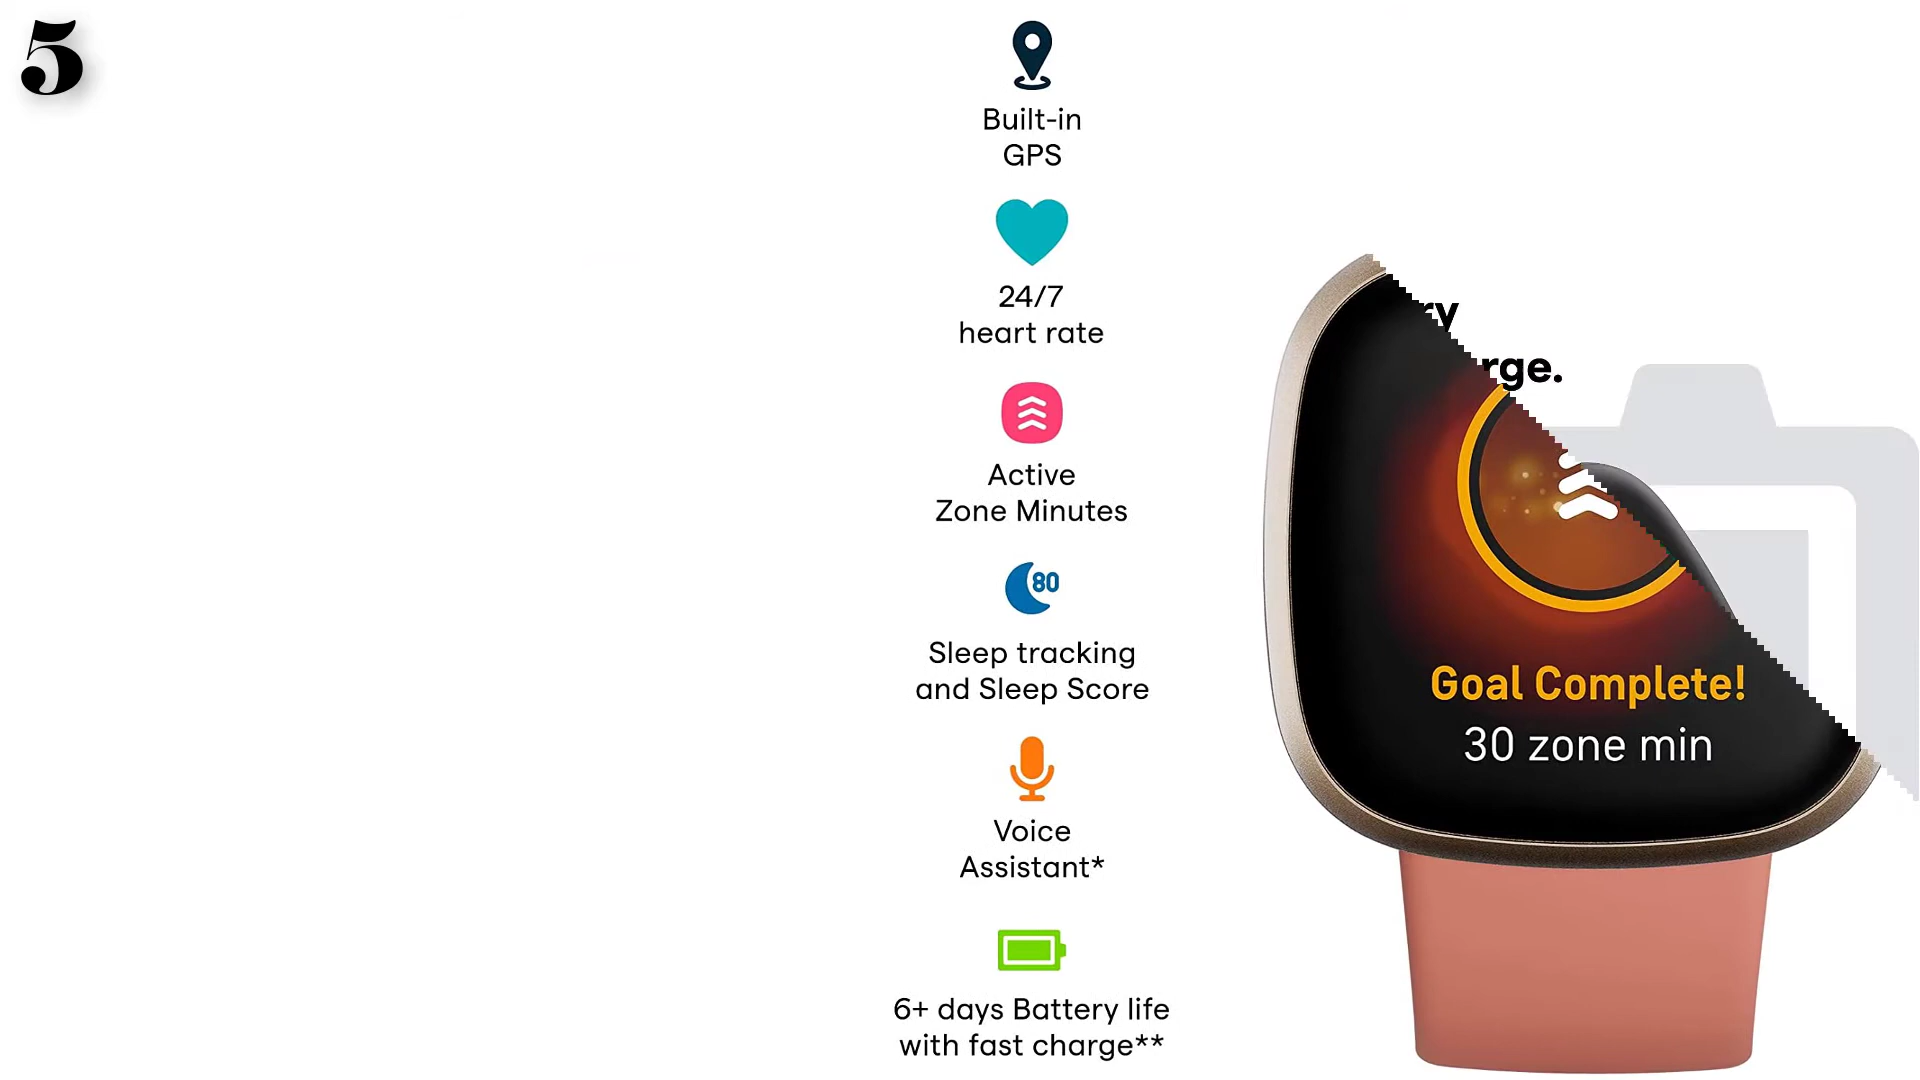 5
Built-in
GPS
24/7
heart rate
Active
Zone Minutes
80
Sleep tracking
and Sleep Score
Voice
Assistant*
6+ days Battery life
with fast charge**
Goal Complete!
30 zone min